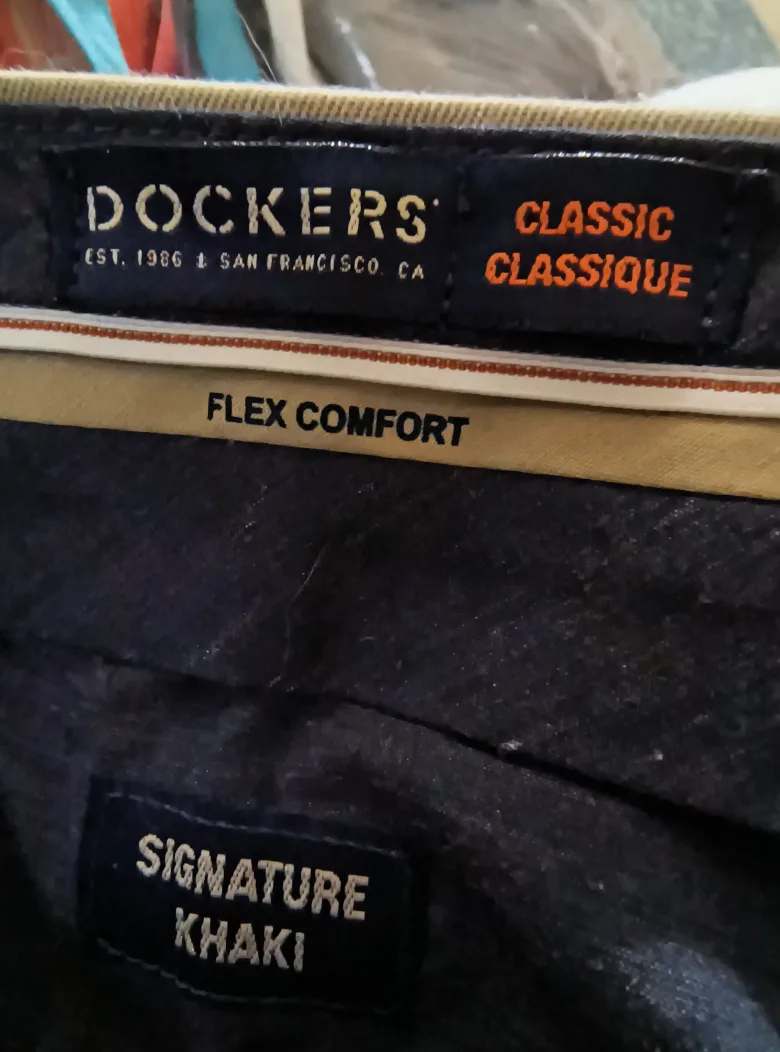 DOCKERS
EST. 1986 SAN FRANCISCO, CA
CLASSIC
CLASSIQUE
FLEX COMFORT
SIGNATURE
KHAKI